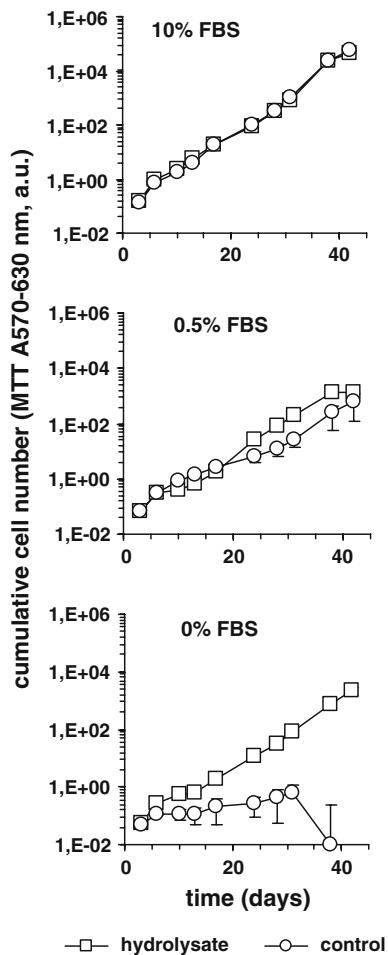 cumulative cell number (MTT A570-630 nm, a.u.)
10% FBS
1,E+06
1,E+04
1,E+02
1,E+00
1,E-02
0 20 40
0.5% FBS
1,E+06
1,E+04
1,E+02
1,E+00
1,E-02
0 20 40
0% FBS
1,E+06
1,E+04
1,E+02
1,E+00
1,E-02
0 20 40
time (days)
hydrolysate control